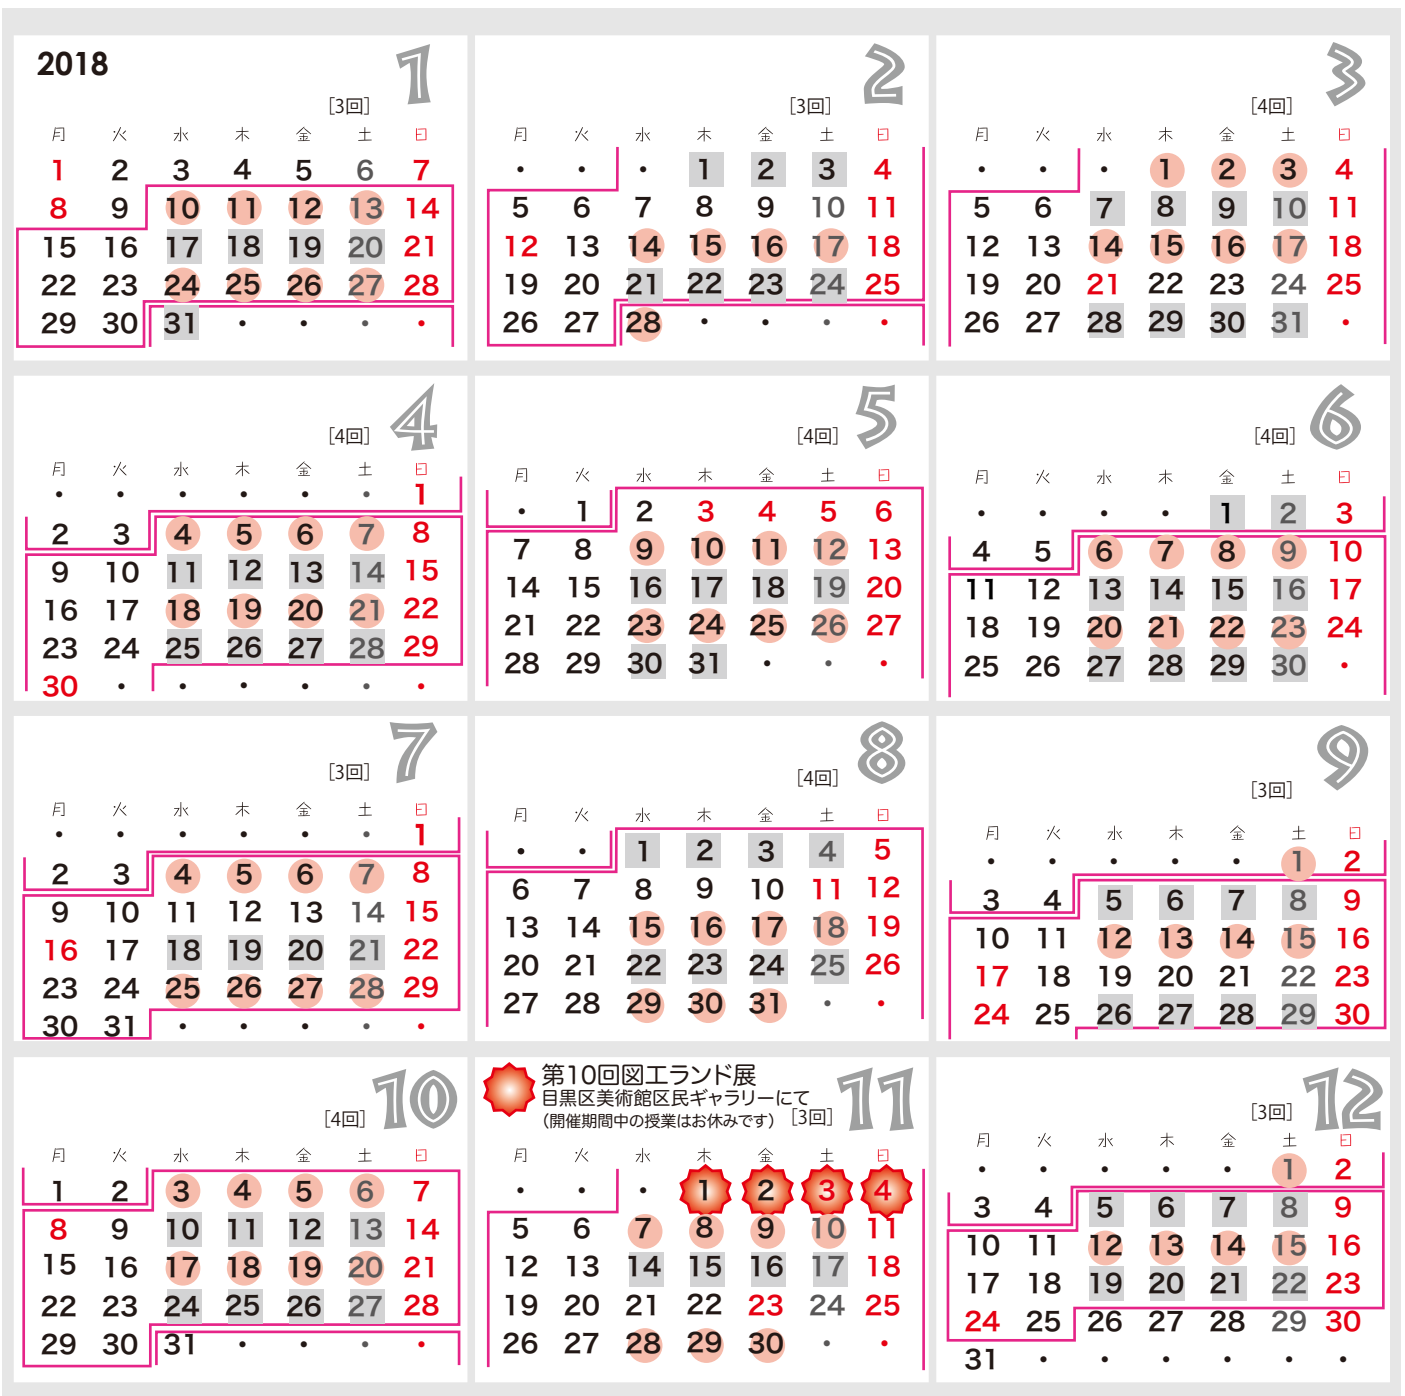 2018
1
[3回]
月 火 水 木 金 土 日
1 2 3 4 5 6 7
8 9 10 11 12 13 14
15 16 17 18 19 20 21
22 23 24 25 26 27 28
29 30 31 • • • •
2
[3回]
月 火 水 木 金 土 日
• • • 1 2 3 4
5 6 7 8 9 10 11
12 13 14 15 16 17 18
19 20 21 22 23 24 25
26 27 28 • • • •
3
[4回]
月 火 水 木 金 土 日
• • • 1 2 3 4
5 6 7 8 9 10 11
12 13 14 15 16 17 18
19 20 21 22 23 24 25
26 27 28 29 30 31 •
4
[4回]
月 火 水 木 金 土 日
• • • • • • 1
2 3 4 5 6 7 8
9 10 11 12 13 14 15
16 17 18 19 20 21 22
23 24 25 26 27 28 29
30 • • • • • •
5
[4回]
月 火 水 木 金 土 日
• 1 2 3 4 5 6
7 8 9 10 11 12 13
14 15 16 17 18 19 20
21 22 23 24 25 26 27
28 29 30 31 • • •
6
[4回]
月 火 水 木 金 土 日
• • • • 1 2 3
4 5 6 7 8 9 10
11 12 13 14 15 16 17
18 19 20 21 22 23 24
25 26 27 28 29 30 •
7
[3回]
月 火 水 木 金 土 日
• • • • • • 1
2 3 4 5 6 7 8
9 10 11 12 13 14 15
16 17 18 19 20 21 22
23 24 25 26 27 28 29
30 31 • • • • •
8
[4回]
月 火 水 木 金 土 日
• • 1 2 3 4 5
6 7 8 9 10 11 12
13 14 15 16 17 18 19
20 21 22 23 24 25 26
27 28 29 30 31 • •
9
[3回]
月 火 水 木 金 土 日
• • • • • 1 2
3 4 5 6 7 8 9
10 11 12 13 14 15 16
17 18 19 20 21 22 23
24 25 26 27 28 29 30
10
[4回]
月 火 水 木 金 土 日
1 2 3 4 5 6 7
8 9 10 11 12 13 14
15 16 17 18 19 20 21
22 23 24 25 26 27 28
29 30 31 • • • •
第10回図工ランド展
目黒区美術館区民ギャラリーにて
(開催期間中の授業はお休みです) [3回]
11
月 火 水 木 金 土 日
• • • 1 2 3 4
5 6 7 8 9 10 11
12 13 14 15 16 17 18
19 20 21 22 23 24 25
26 27 28 29 30 • •
12
[3回]
月 火 水 木 金 土 日
• • • • • 1 2
3 4 5 6 7 8 9
10 11 12 13 14 15 16
17 18 19 20 21 22 23
24 25 26 27 28 29 30
31 • • • • • •